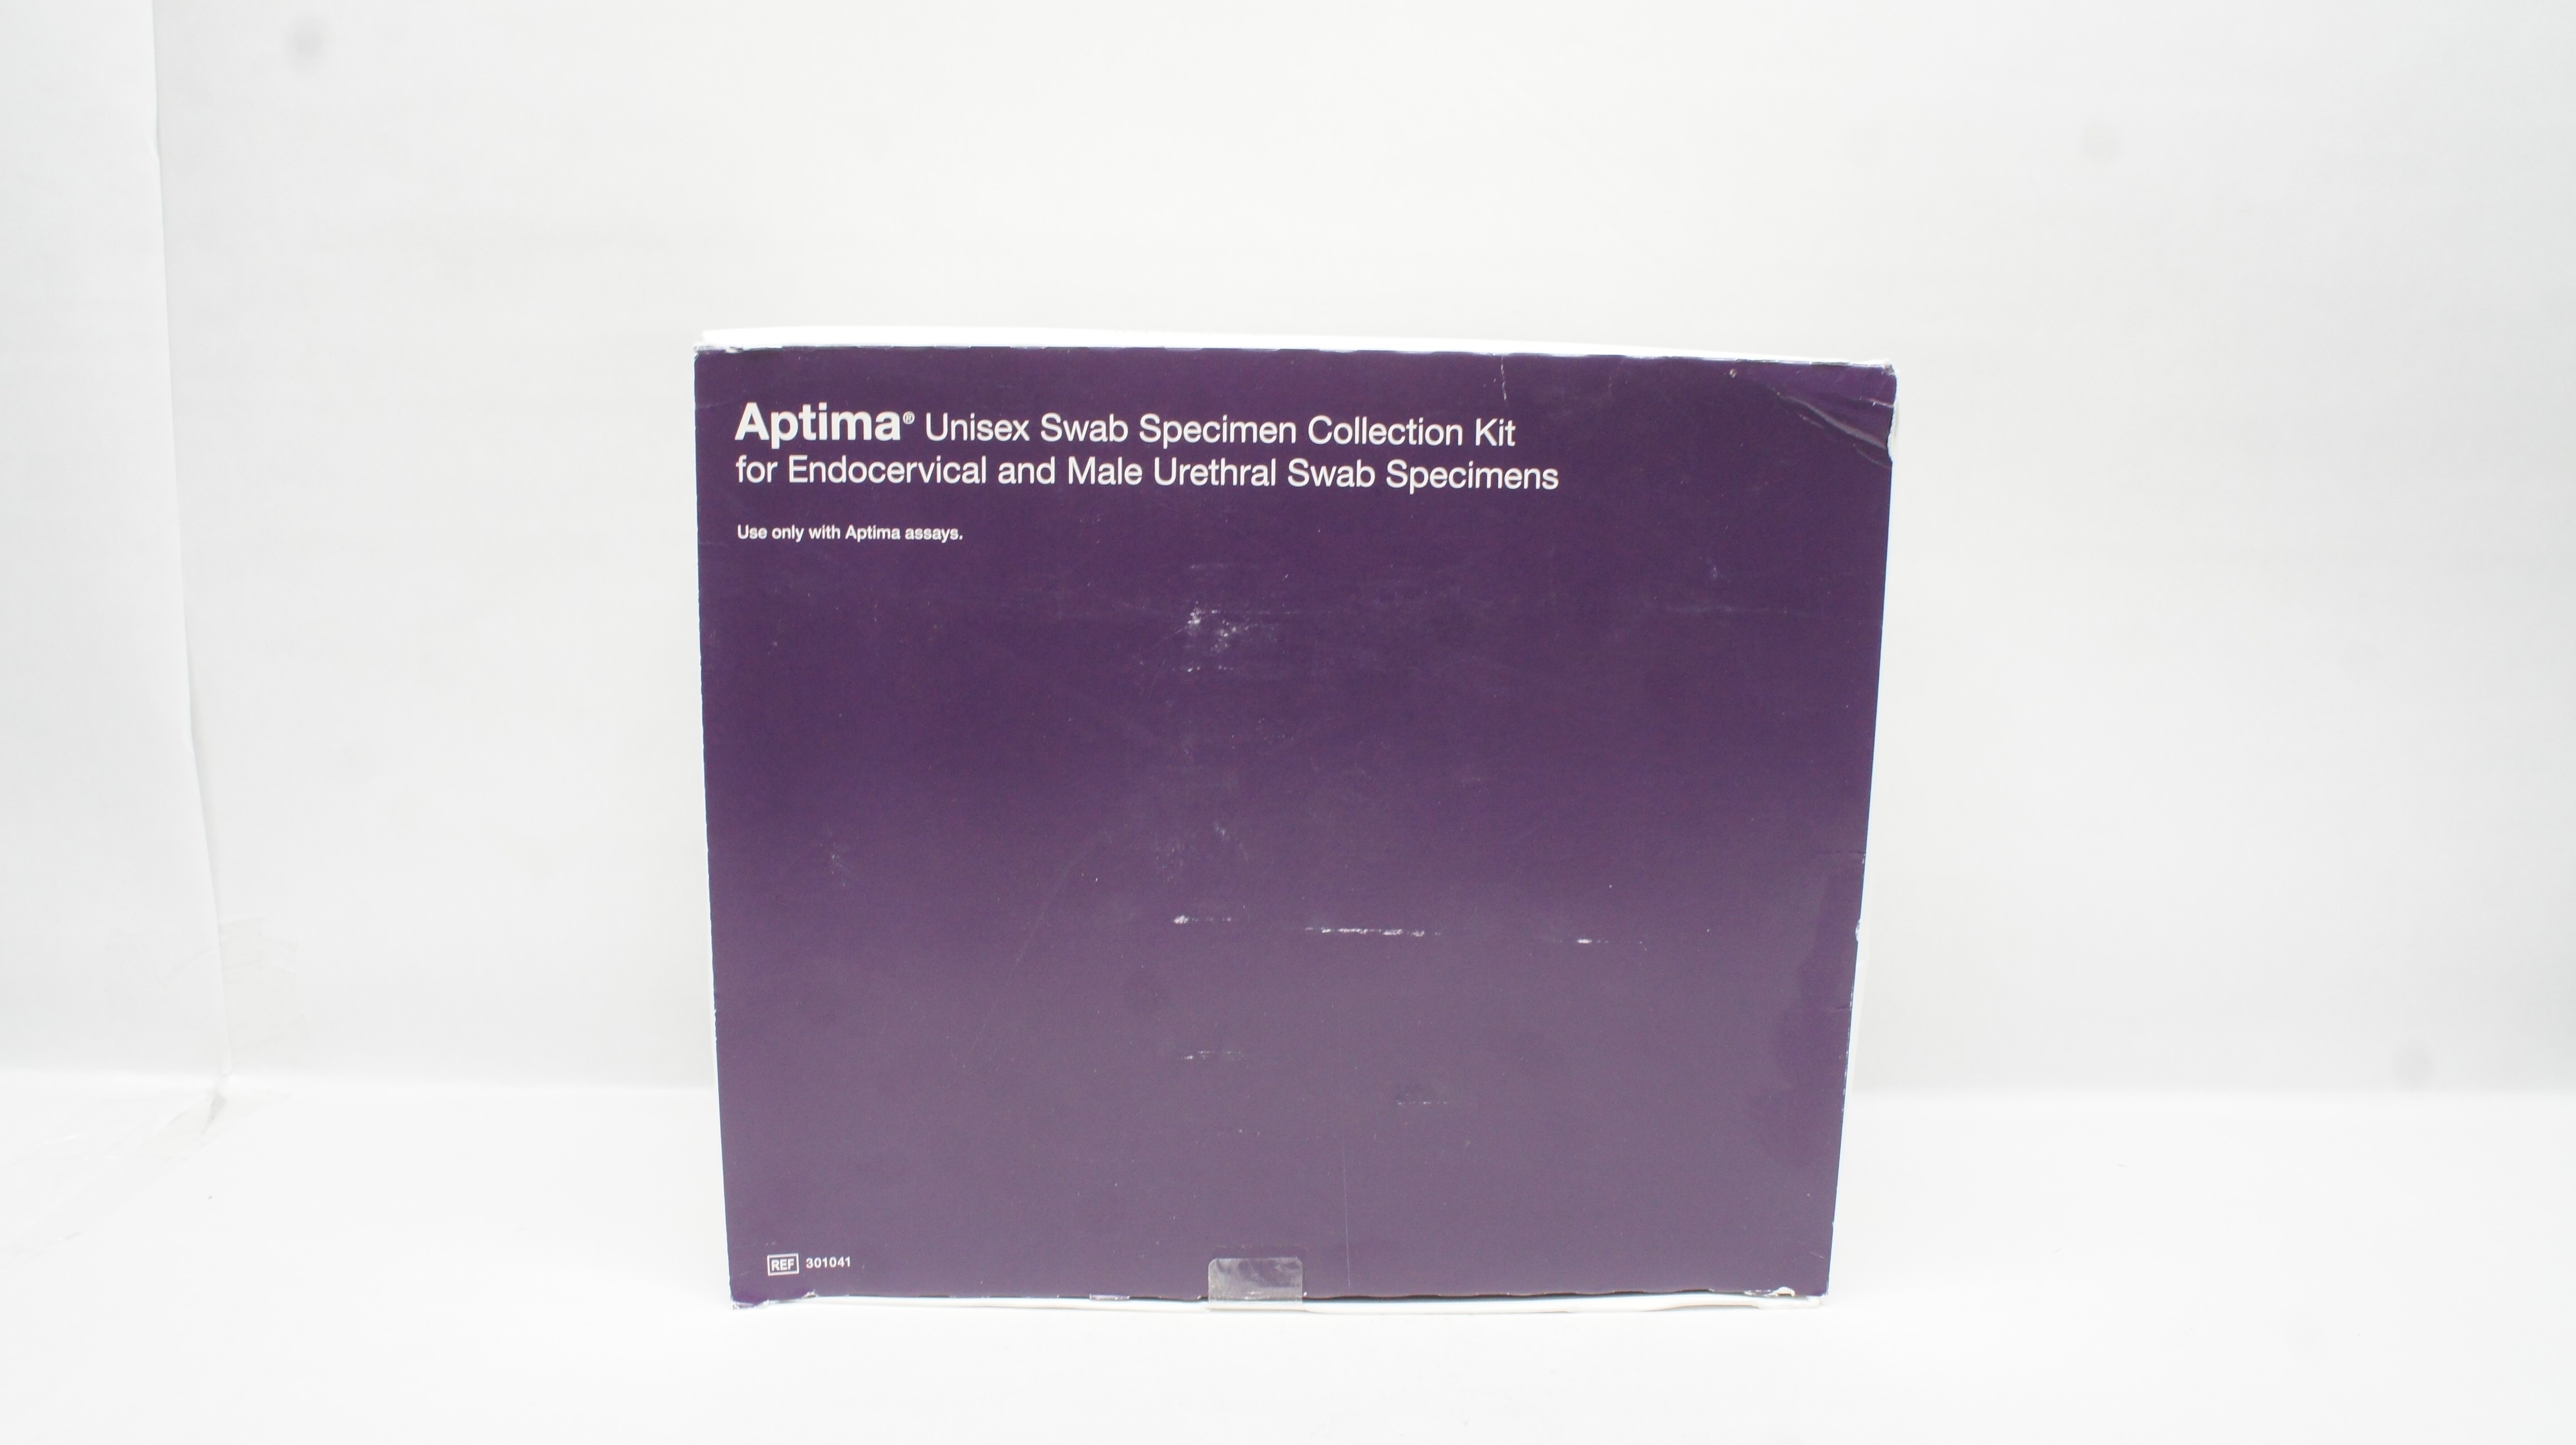 Aptima® Unisex Swab Specimen Collection Kit
for Endocervical and Male Urethral Swab Specimens
Use only with Aptima assays.
REF 301041